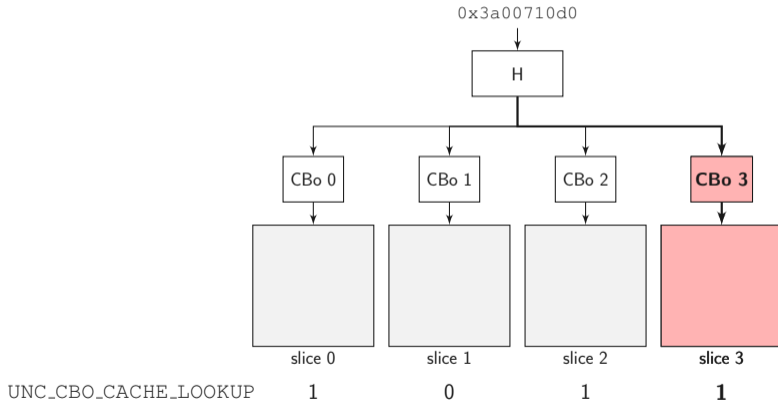 0x3a00710d0
H
CBo 0 CBo 1 CBo 2 CBo 3
slice 0 slice 1 slice 2 slice 3
UNC_CBO_CACHE_LOOKUP 1 0 1 1